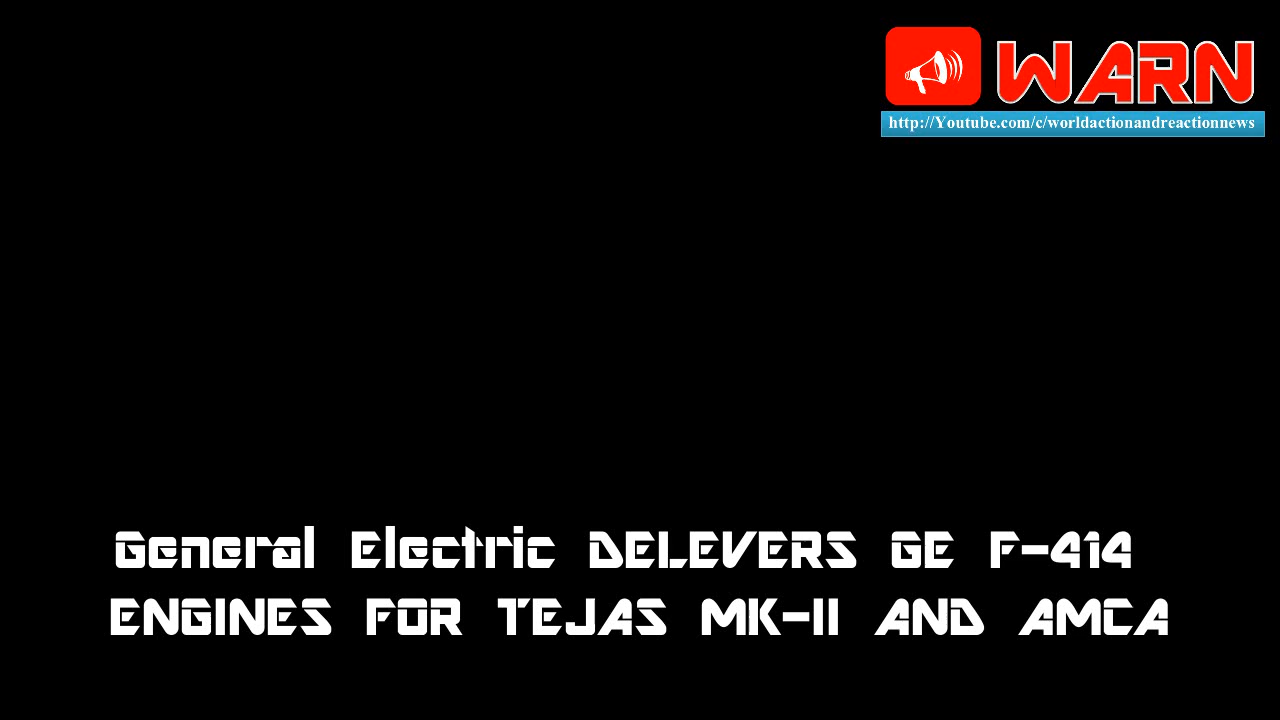 WARN
http://Youtube.com/c/worldactionandreactionnews
General Electric DELEVERS GE F-414
ENGINES FOR TEJAS MK-II AND AMCA